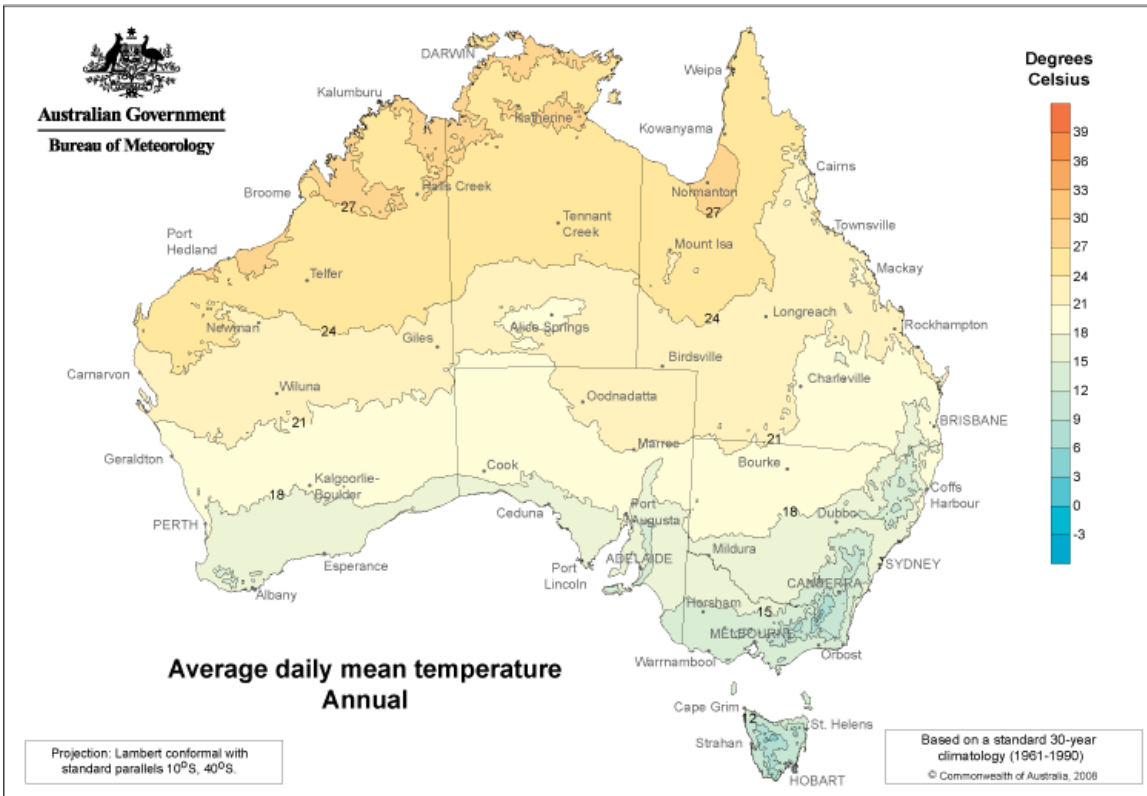 Australian Government
Bureau of Meteorology
Degrees
Celsius
39
36
33
30
27
24
21
18
15
12
9
6
3
0
-3
DARWIN
Weipa
Kalumburu
Katherine
Kowanyama
Cairns
Broome
Halls Creek
27
Normanton
27
Townsville
Port
Hedland
Tennant
Creek
Mount Isa
Mackay
Telfer
Newman
24
Alice Springs
24
Longreach
Rockhampton
Giles
Birdsville
Carnarvon
Wiluna
Oodnadatta
Charleville
21
BRISBANE
Marree
21
Geraldton
Cook
Bourke
Kalgoorlie-
Boulder
18
Coffs
Harbour
PERTH
Ceduna
Port
Augusta
18
Dubbo
Esperance
Port
Lincoln
ADELAIDE
Mildura
SYDNEY
Albany
CANBERRA
Horsham
15
MELBOURNE
Warrnambool
Orbost
Average daily mean temperature
Annual
Cape Grim
12
St. Helens
Strahan
HOBART
Projection: Lambert conformal with
standard parallels 10°S, 40°S.
Based on a standard 30-year
climatology (1961-1990)
© Commonwealth of Australia, 2008